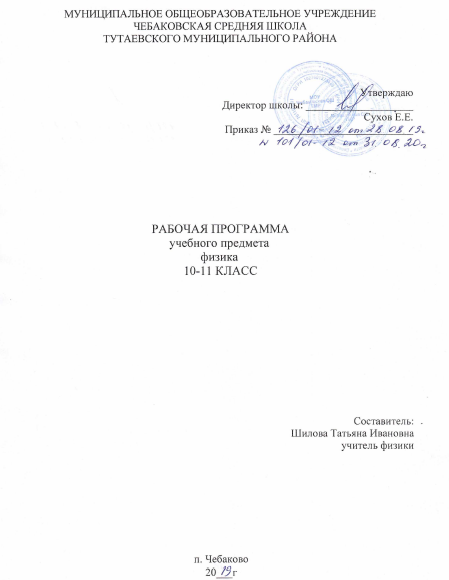 МУНИЦИПАЛЬНОЕ ОБЩЕОБРАЗОВАТЕЛЬНОЕ УЧРЕЖДЕНИЕ
ЧЕБАКОВСКАЯ СРЕДНЯЯ ШКОЛА
ТУТАЕВСКОГО МУНИЦИПАЛЬНОГО РАЙОНА
Утверждаю
Директор школы:
Сухов Е.Е.
Приказ № 126/01-12 от 28.08.19г
№ 101/01-12 от 31.08.20г
РАБОЧАЯ ПРОГРАММА
учебного предмета
физика
10-11 КЛАСС
Составитель:
Шилова Татьяна Ивановна
учитель физики
п. Чебаково
2019г